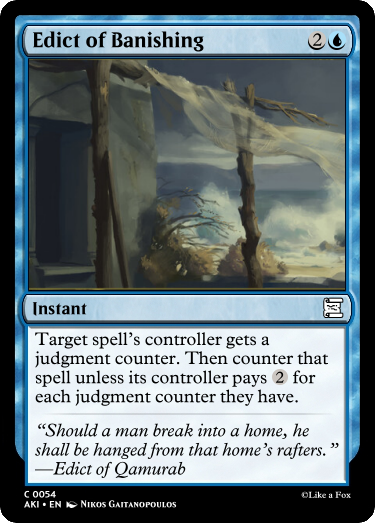 Edict of Banishing 2
Instant
Target spell's controller gets a
judgment counter. Then counter that
spell unless its controller pays 2 for
each judgment counter they have.
“Should a man break into a home, he
shall be hanged from that home's rafters.”
—Edict of Qamurab
C 0054
AKI • EN Nikos Gaitanopoulos
©Like a Fox